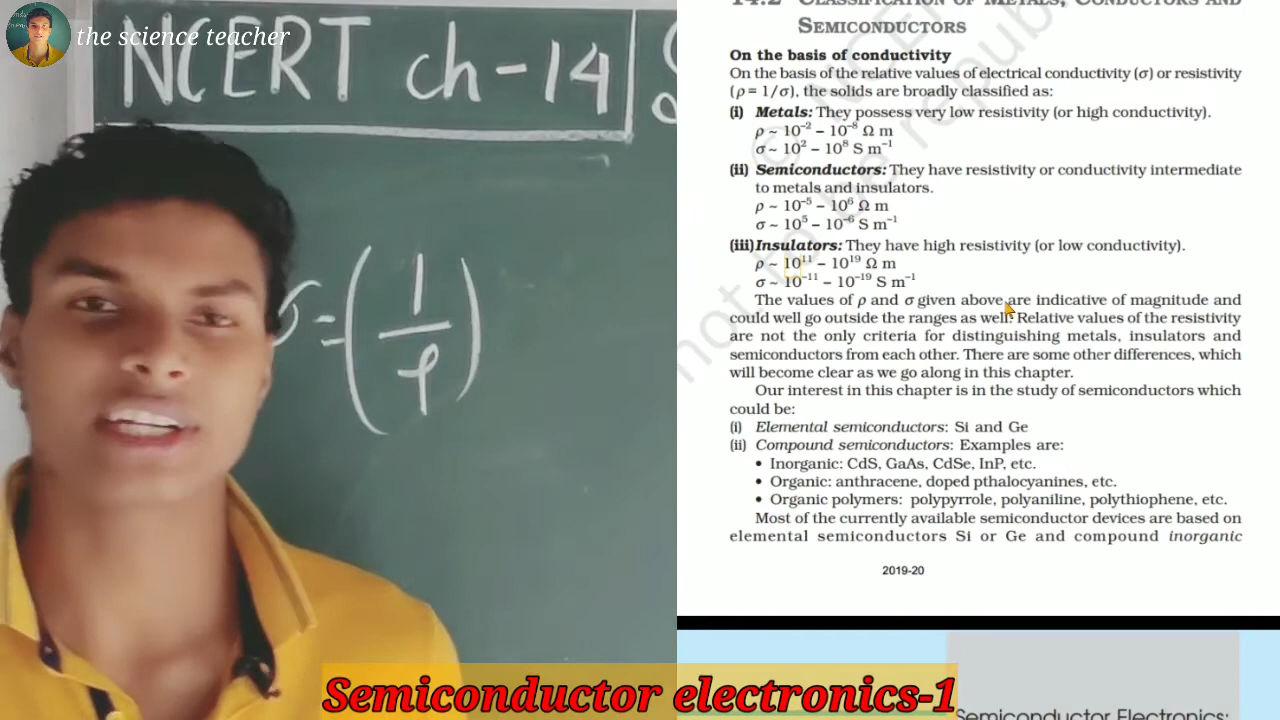 the science teacher
NCERT ch-14
σ = (1/ρ)
14.2 CLASSIFICATION OF METALS, CONDUCTORS AND
SEMICONDUCTORS
On the basis of conductivity
On the basis of the relative values of electrical conductivity (σ) or resistivity
(ρ = 1/σ), the solids are broadly classified as:
(i) Metals: They possess very low resistivity (or high conductivity).
ρ ~ 10⁻² – 10⁻⁸ Ω m
σ ~ 10² – 10⁸ S m⁻¹
(ii) Semiconductors: They have resistivity or conductivity intermediate
to metals and insulators.
ρ ~ 10⁻⁵ – 10⁶ Ω m
σ ~ 10⁵ – 10⁻⁶ S m⁻¹
(iii) Insulators: They have high resistivity (or low conductivity).
ρ ~ 10¹¹ – 10¹⁹ Ω m
σ ~ 10⁻¹¹ – 10⁻¹⁹ S m⁻¹
The values of ρ and σ given above are indicative of magnitude and
could well go outside the ranges as well. Relative values of the resistivity
are not the only criteria for distinguishing metals, insulators and
semiconductors from each other. There are some other differences, which
will become clear as we go along in this chapter.
Our interest in this chapter is in the study of semiconductors which
could be:
(i) Elemental semiconductors: Si and Ge
(ii) Compound semiconductors: Examples are:
• Inorganic: CdS, GaAs, CdSe, InP, etc.
• Organic: anthracene, doped pthalocyanines, etc.
• Organic polymers: polypyrrole, polyaniline, polythiophene, etc.
Most of the currently available semiconductor devices are based on
elemental semiconductors Si or Ge and compound inorganic
2019-20
Semiconductor electronics-1
Semiconductor Electronics: